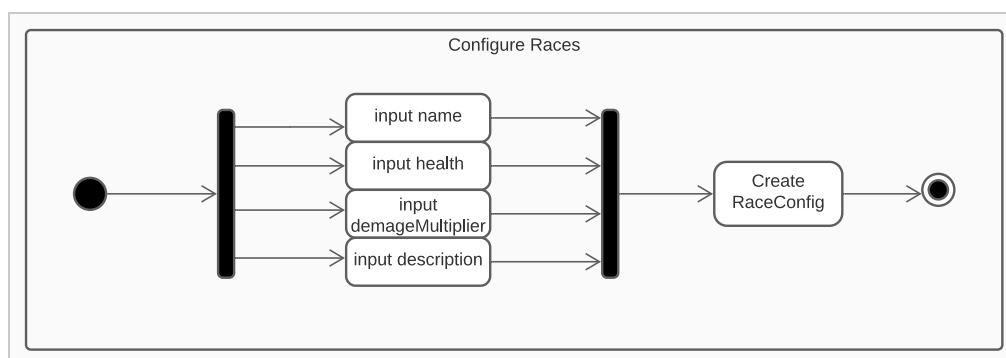 Configure Races
input name
input health
input
demageMultiplier
input description
Create
RaceConfig